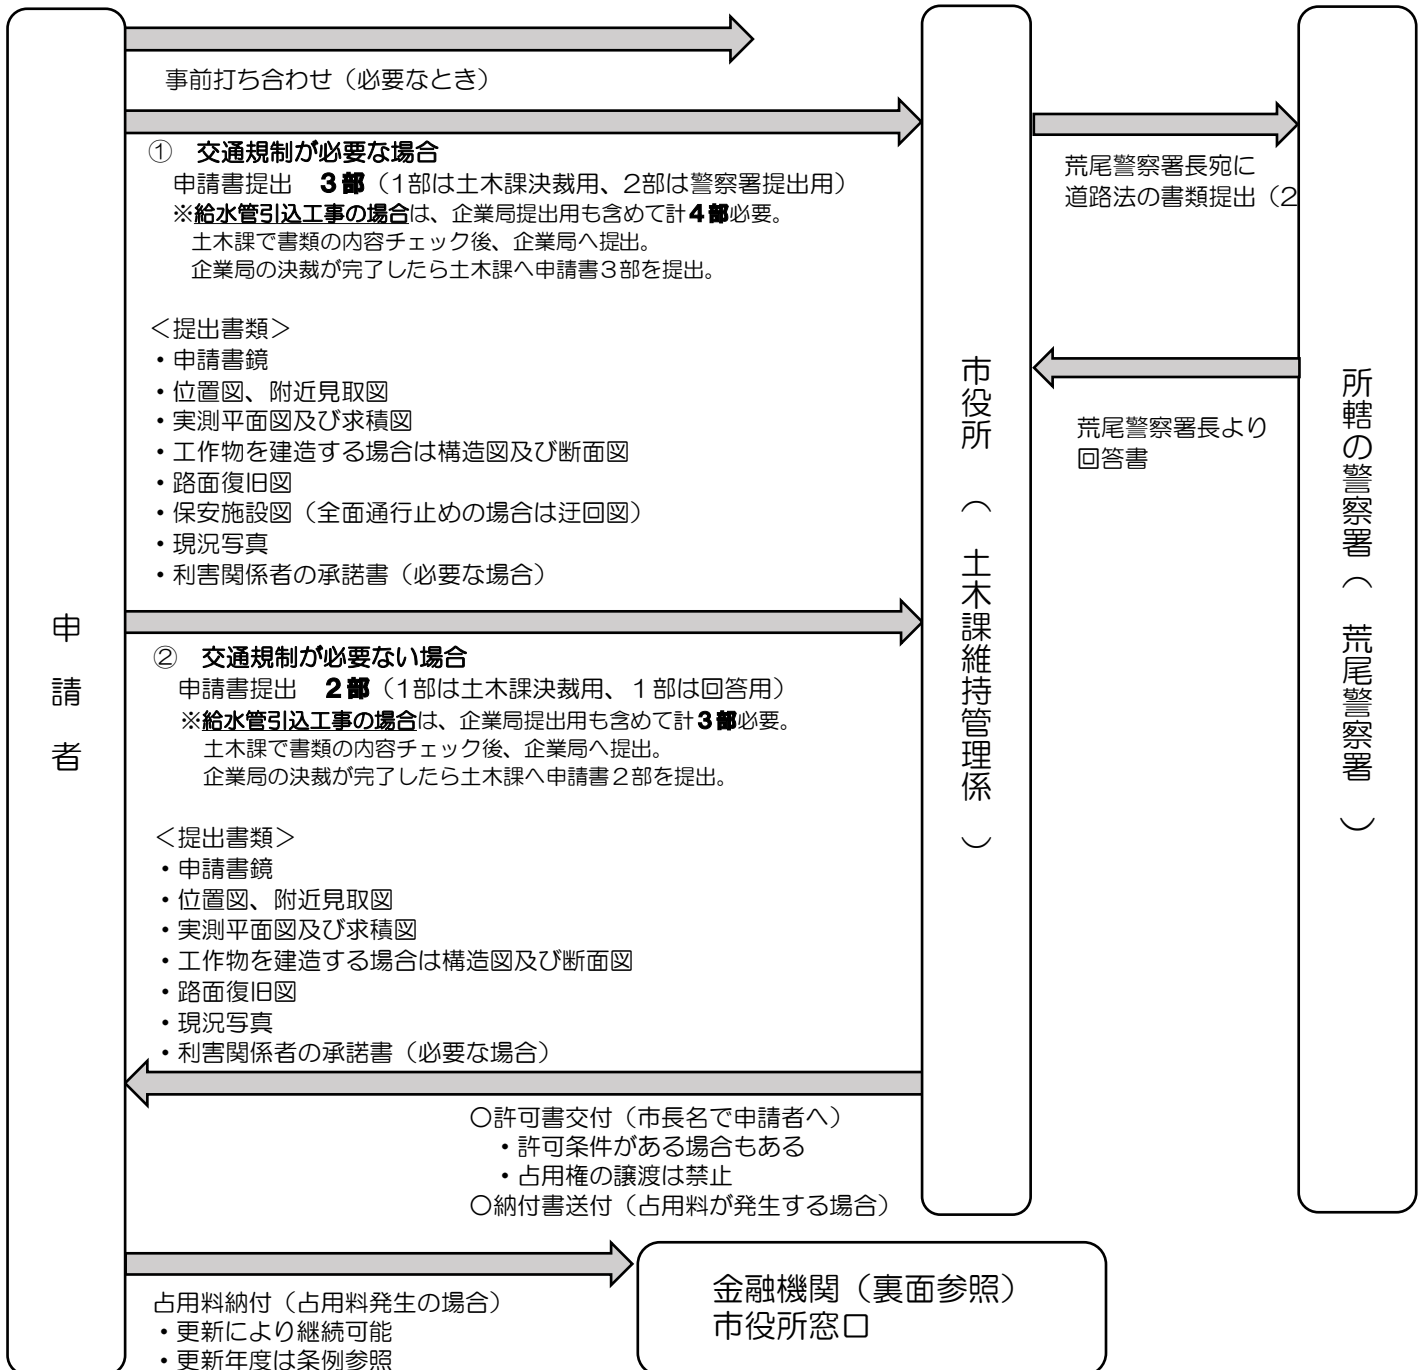 申請者
事前打ち合わせ（必要なとき）
① 交通規制が必要な場合
申請書提出 ３部（1部は土木課決裁用、2部は警察署提出用）
※給水管引込工事の場合は、企業局提出用も含めて計４部必要。
土木課で書類の内容チェック後、企業局へ提出。
企業局の決裁が完了したら土木課へ申請書３部を提出。
＜提出書類＞
・申請書鏡
・位置図、附近見取図
・実測平面図及び求積図
・工作物を建造する場合は構造図及び断面図
・路面復旧図
・保安施設図（全面通行止めの場合は迂回図）
・現況写真
・利害関係者の承諾書（必要な場合）
② 交通規制が必要ない場合
申請書提出 ２部（1部は土木課決裁用、１部は回答用）
※給水管引込工事の場合は、企業局提出用も含めて計３部必要。
土木課で書類の内容チェック後、企業局へ提出。
企業局の決裁が完了したら土木課へ申請書２部を提出。
＜提出書類＞
・申請書鏡
・位置図、附近見取図
・実測平面図及び求積図
・工作物を建造する場合は構造図及び断面図
・路面復旧図
・現況写真
・利害関係者の承諾書（必要な場合）
○許可書交付（市長名で申請者へ）
・許可条件がある場合もある
・占用権の譲渡は禁止
○納付書送付（占用料が発生する場合）
占用料納付（占用料発生の場合）
・更新により継続可能
・更新年度は条例参照
金融機関（裏面参照）
市役所窓口
市役所（土木課維持管理係）
荒尾警察署長宛に
道路法の書類提出（2
荒尾警察署長より
回答書
所轄の警察署（荒尾警察署）